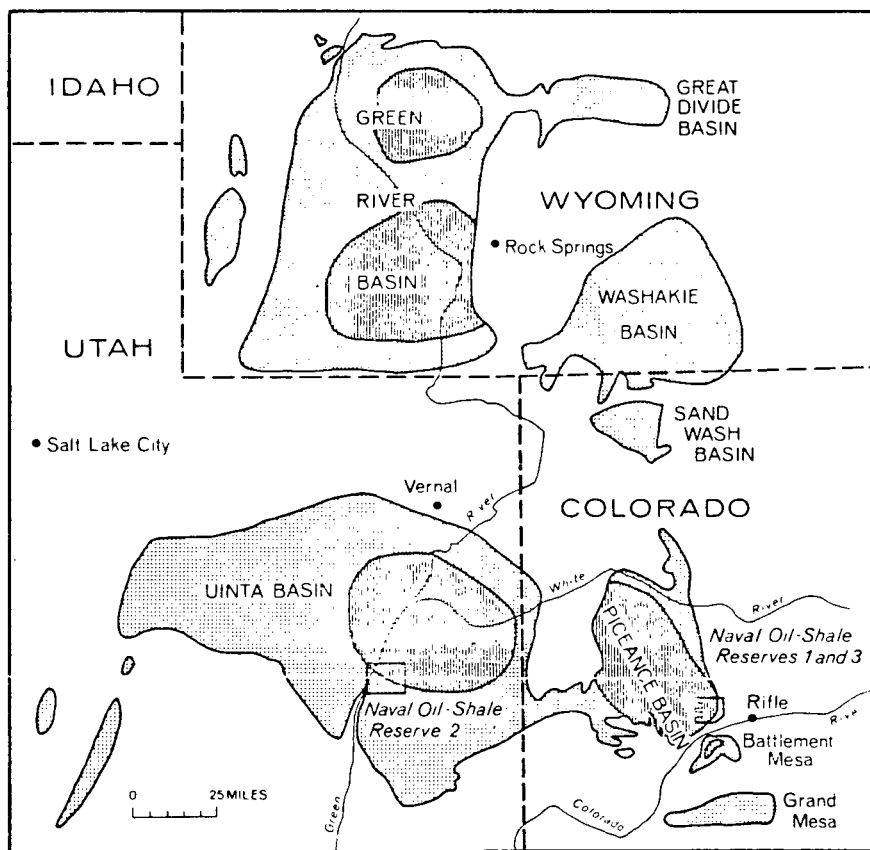 IDAHO
GREAT
DIVIDE
BASIN
GREEN
RIVER
BASIN
WYOMING
Rock Springs
WASHAKIE
BASIN
UTAH
Salt Lake City
SAND
WASH
BASIN
Vernal
River
COLORADO
UINTA BASIN
White
River
PICEANCE BASIN
Naval Oil-Shale
Reserves 1 and 3
Naval Oil-Shale
Reserve 2
Rifle
River
Battlement
Mesa
0 25 MILES
Green
Colorado
Grand
Mesa